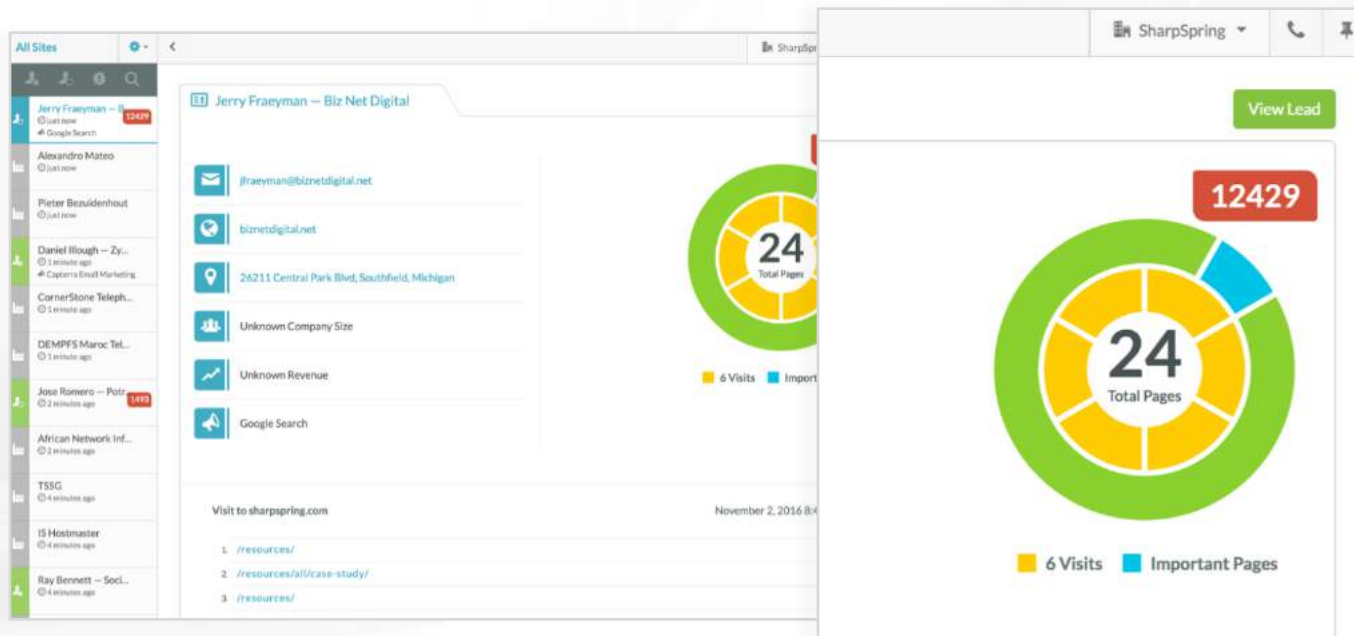 All Sites
SharpSpr
Jerry Fraeyman — B...
12429
just now
Google Search
Alexandro Mateo
just now
Pieter Bezuidenhout
just now
Daniel Illough — Zy...
1 minute ago
Capterra Email Marketing
CornerStone Teleph...
1 minute ago
DEMPFS Maroc Tel...
1 minute ago
Jose Romero — Potr
1493
2 minutes ago
African Network Inf...
2 minutes ago
TSSG
4 minutes ago
IS Hostmaster
4 minutes ago
Ray Bennett — Soci...
4 minutes ago
Jerry Fraeyman — Biz Net Digital
jfraeyman@biznetdigital.net
biznetdigital.net
26211 Central Park Blvd, Southfield, Michigan
Unknown Company Size
Unknown Revenue
Google Search
24
Total Pages
6 Visits Import
Visit to sharpspring.com
November 2, 2016 8:4
1. /resources/
2. /resources/all/case-study/
3. /resources/
SharpSpring
View Lead
12429
24
Total Pages
6 Visits Important Pages